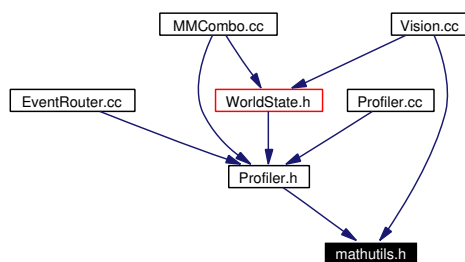 MMCombo.cc
Vision.cc
EventRouter.cc
WorldState.h
Profiler.cc
Profiler.h
mathutils.h